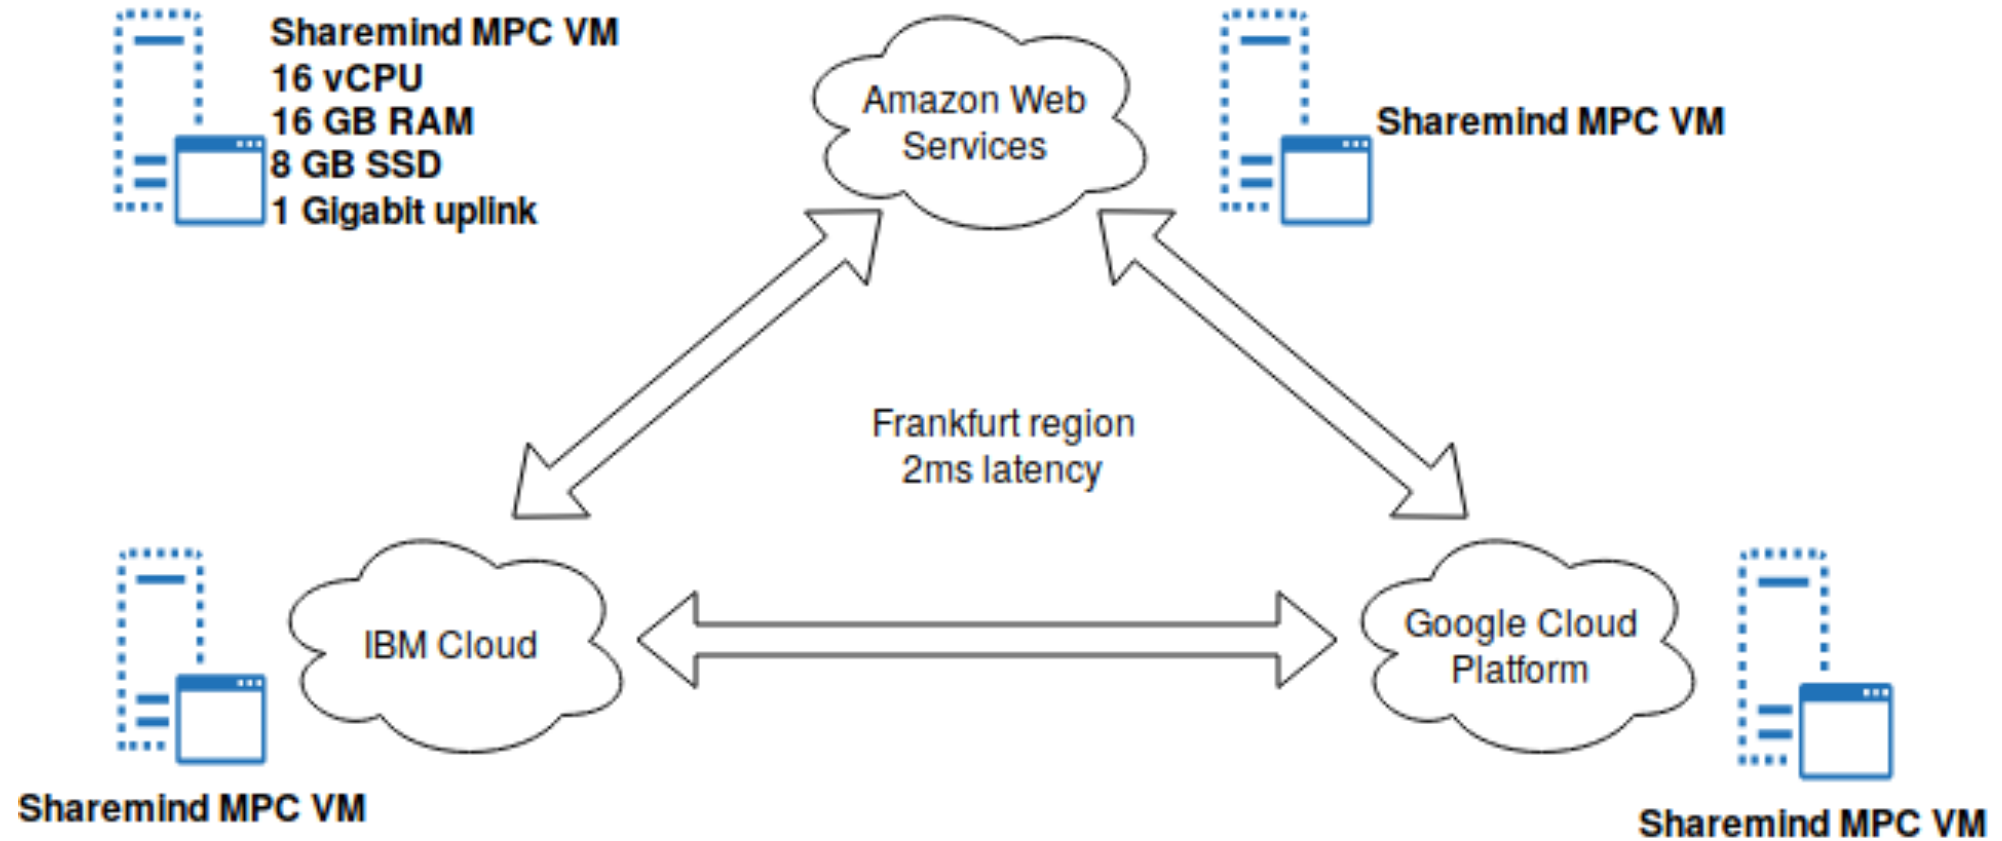 Sharemind MPC VM
16 vCPU
16 GB RAM
8 GB SSD
1 Gigabit uplink
Amazon Web
Services
Sharemind MPC VM
Frankfurt region
2ms latency
IBM Cloud
Google Cloud
Platform
Sharemind MPC VM
Sharemind MPC VM